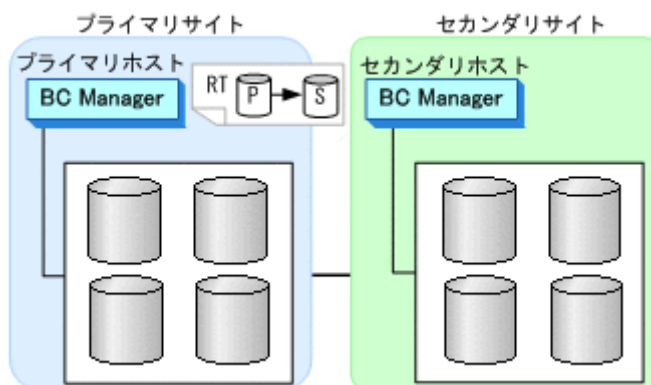 プライマリサイト
セカンダリサイト
プライマリホスト
BC Manager
RT P S
セカンダリホスト
BC Manager